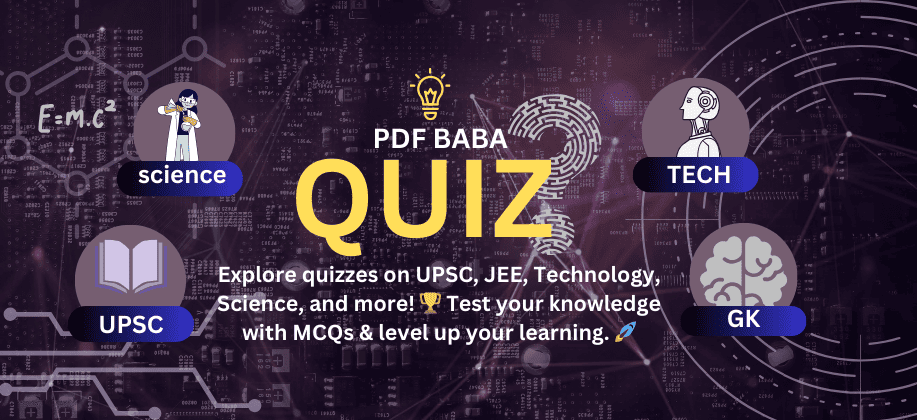 E=m.c²
science
UPSC
PDF BABA
QUIZ
Explore quizzes on UPSC, JEE, Technology,
Science, and more! 🏆 Test your knowledge
with MCQs & level up your learning. 🚀
TECH
GK